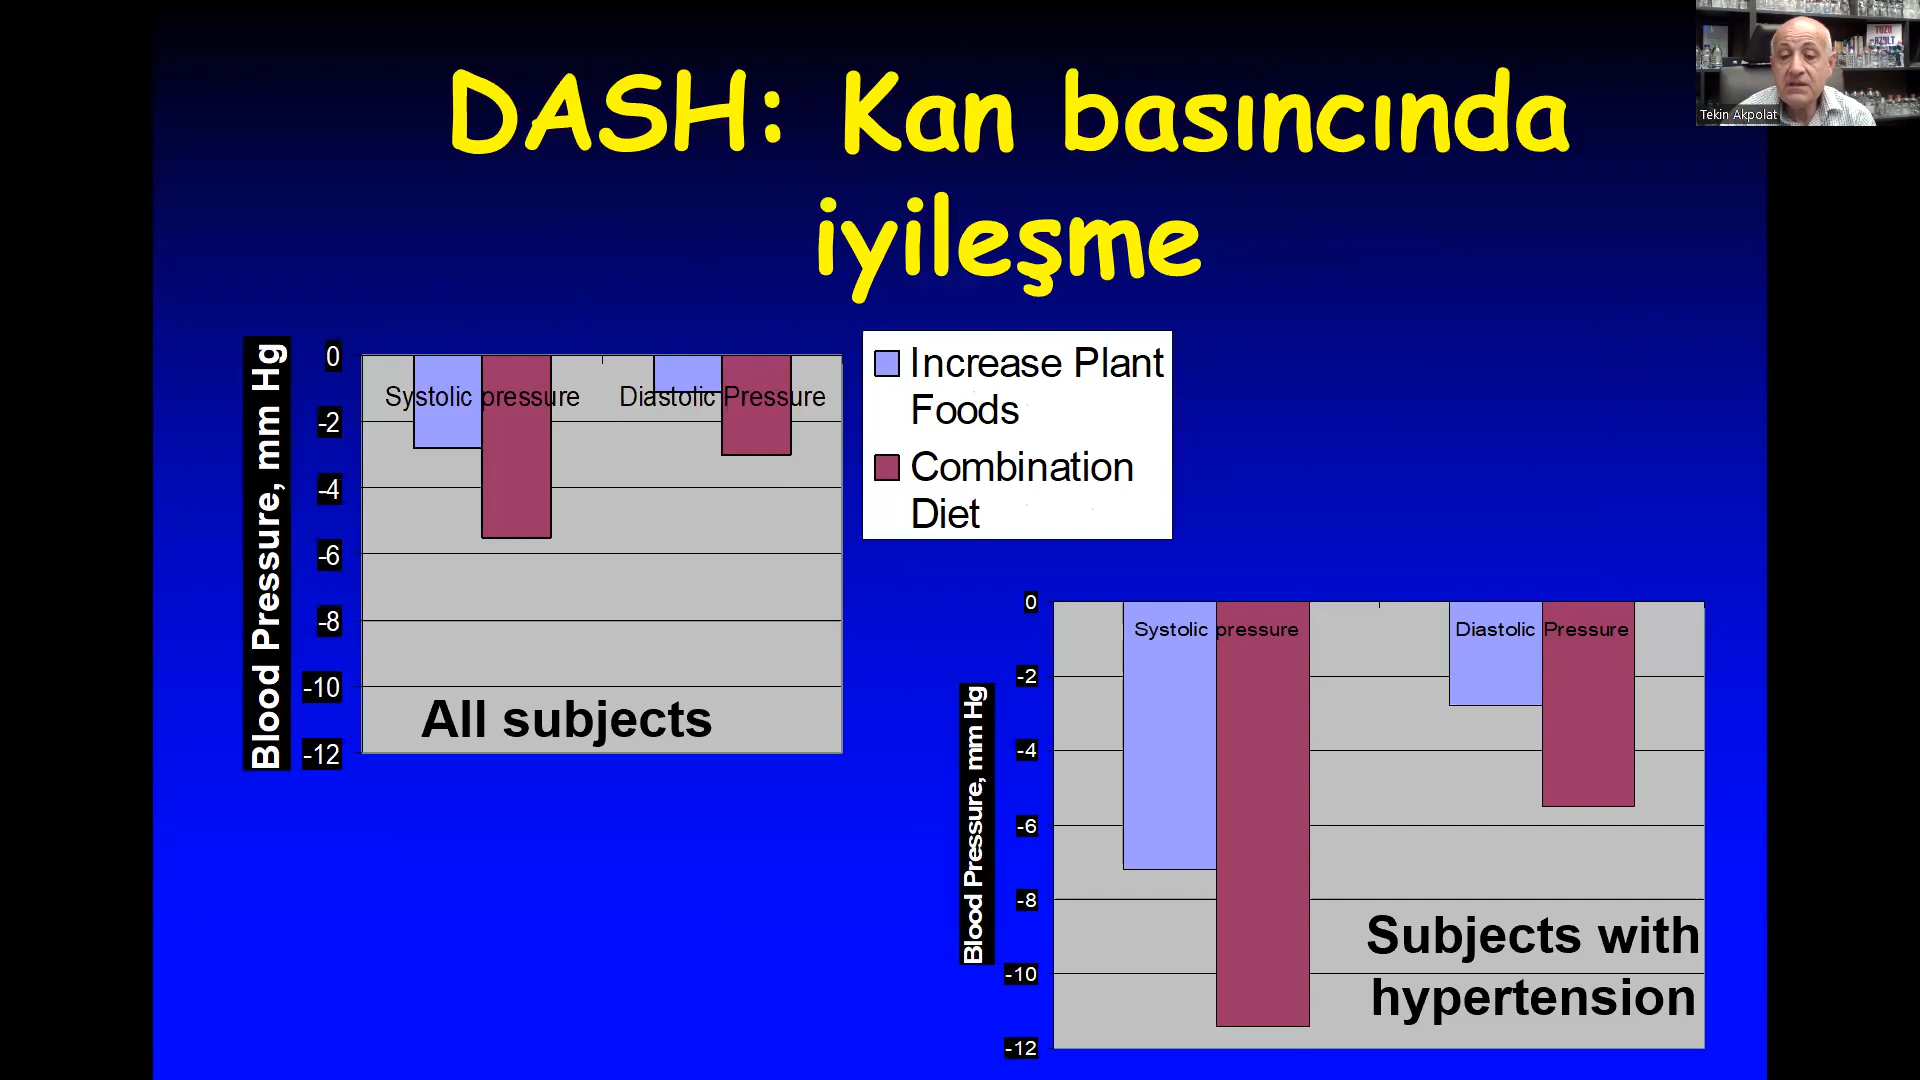 DASH: Kan basıncında
iyileşme
Tekin Akpolat
TUZU
AZALT
Blood Pressure, mm Hg
0
-2
-4
-6
-8
-10
-12
Systolic pressure
Diastolic Pressure
All subjects
Increase Plant
Foods
Combination
Diet
Blood Pressure, mm Hg
0
-2
-4
-6
-8
-10
-12
Systolic pressure
Diastolic Pressure
Subjects with
hypertension